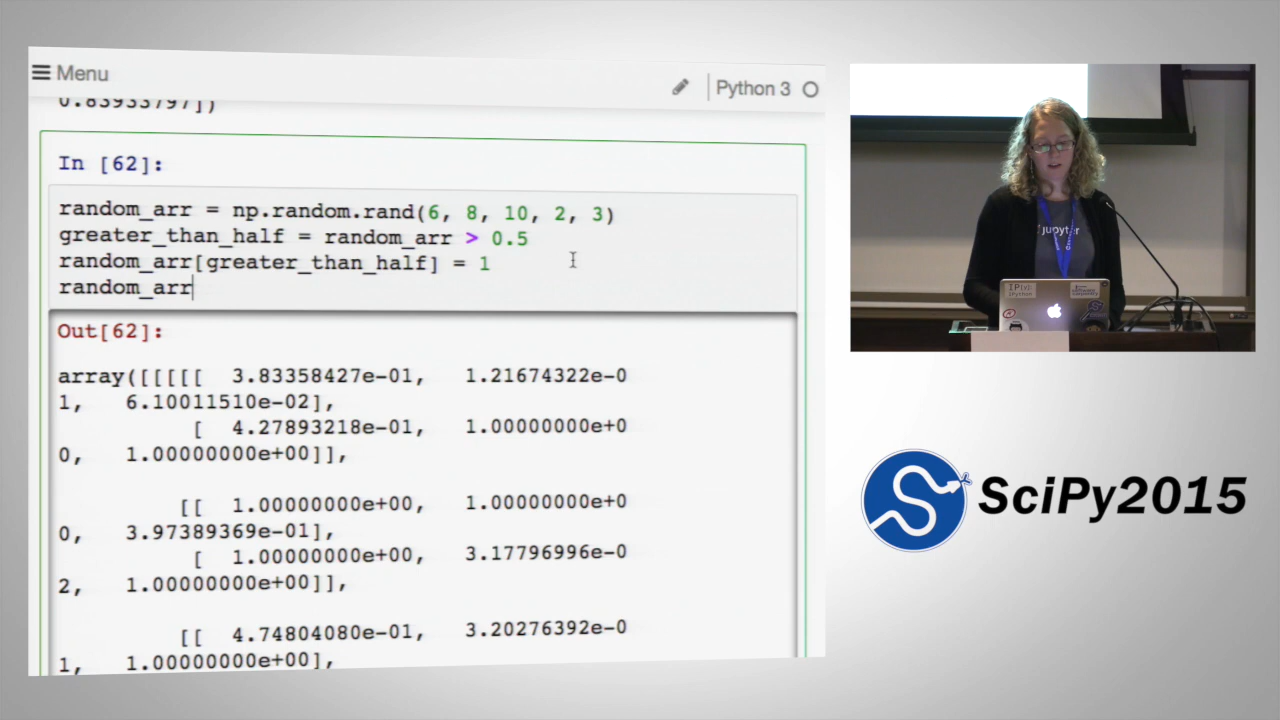 Menu
Python 3
0.83933797])
In [62]:
random_arr = np.random.rand(6, 8, 10, 2, 3)
greater_than_half = random_arr > 0.5
random_arr[greater_than_half] = 1
random_arr
Out[62]:
array([[[[[ 3.83358427e-01, 1.21674322e-0
1, 6.10011510e-02],
[ 4.27893218e-01, 1.00000000e+0
0, 1.00000000e+00]],
[[ 1.00000000e+00, 1.00000000e+0
0, 3.97389369e-01],
[ 1.00000000e+00, 3.17796996e-0
2, 1.00000000e+00]],
[[ 4.74804080e-01, 3.20276392e-0
1, 1.00000000e+00],
jupyter
IP[y]:
IPython
SciPy2015